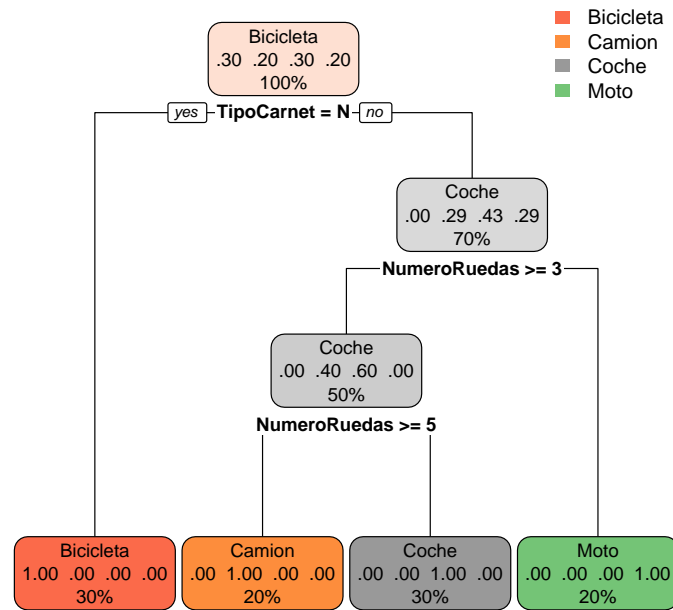 Bicicleta
Camion
Coche
Moto
Bicicleta
.30 .20 .30 .20
100%
yes TipoCarnet = N no
Coche
.00 .29 .43 .29
70%
NumeroRuedas >= 3
Coche
.00 .40 .60 .00
50%
NumeroRuedas >= 5
Bicicleta
1.00 .00 .00 .00
30%
Camion
.00 1.00 .00 .00
20%
Coche
.00 .00 1.00 .00
30%
Moto
.00 .00 .00 1.00
20%